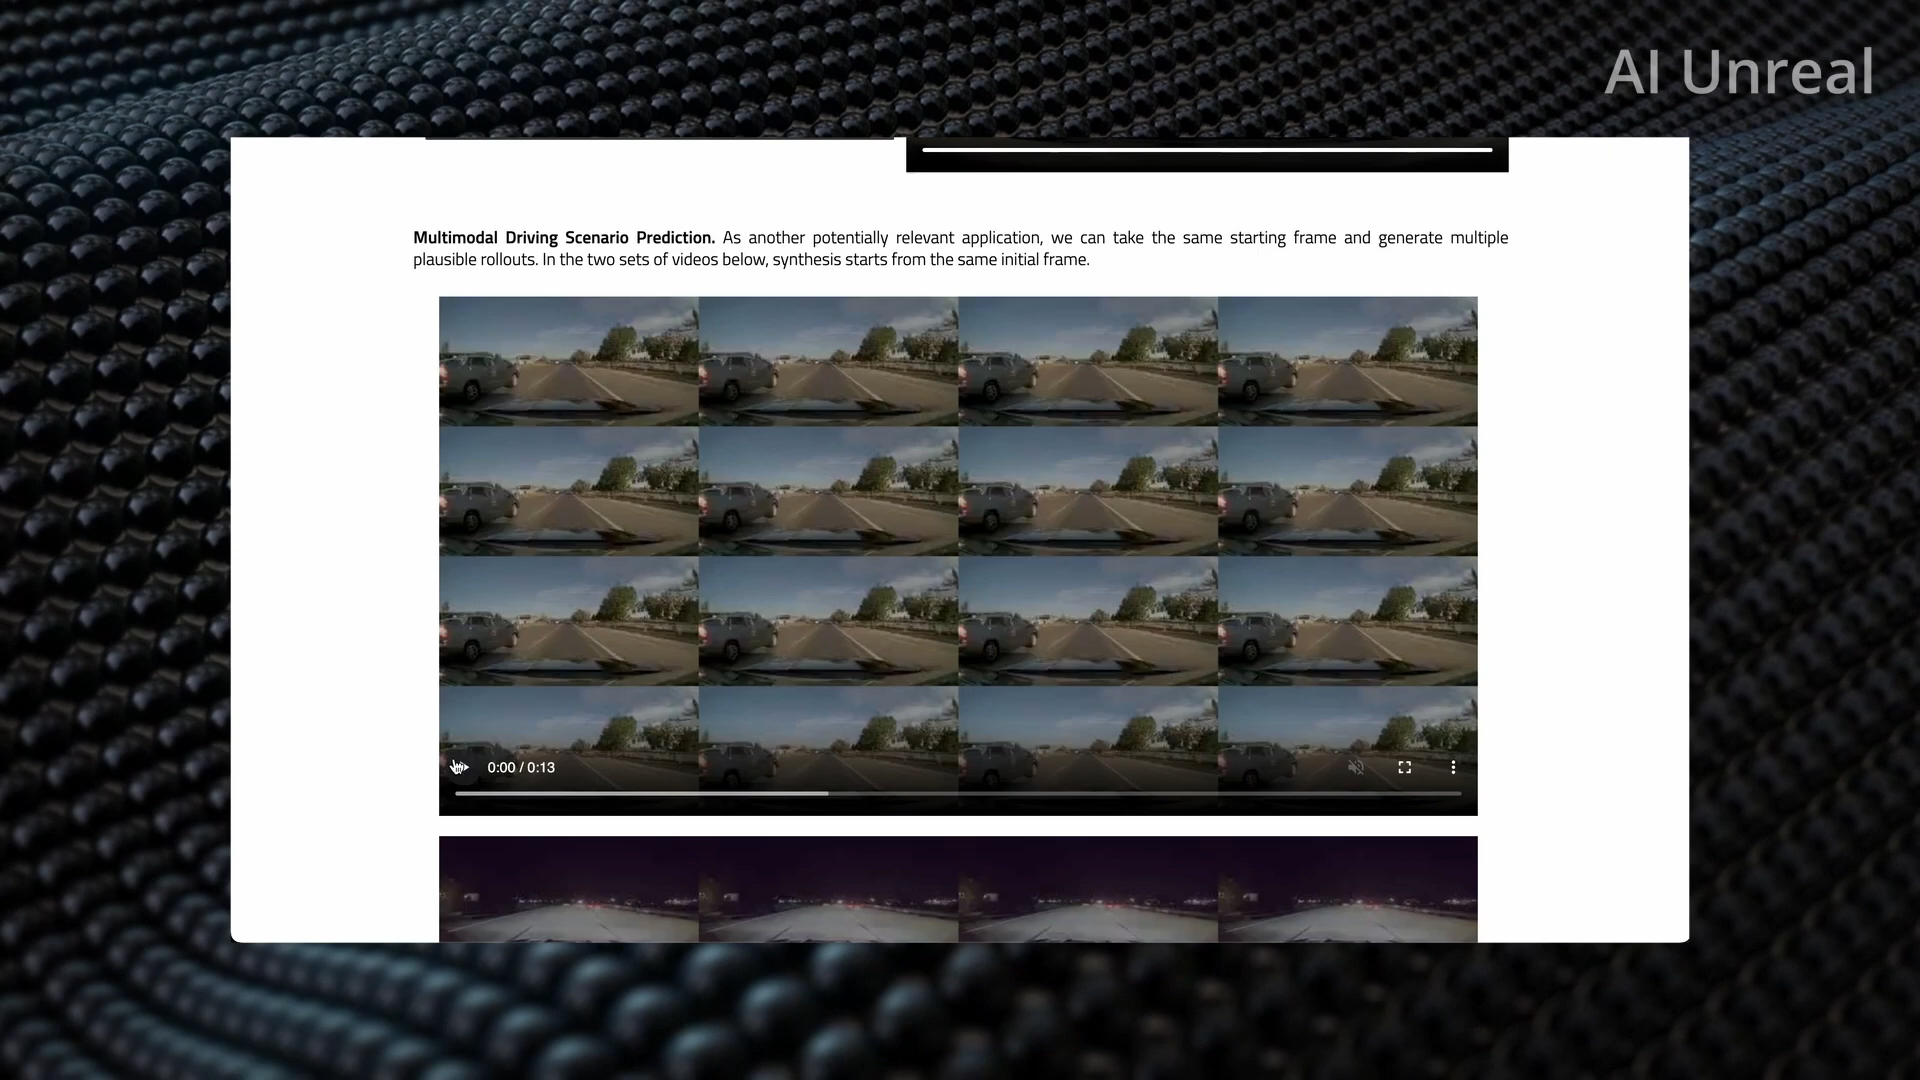 AI Unreal
Multimodal Driving Scenario Prediction. As another potentially relevant application, we can take the same starting frame and generate multiple
plausible rollouts. In the two sets of videos below, synthesis starts from the same initial frame.
0:00 / 0:13